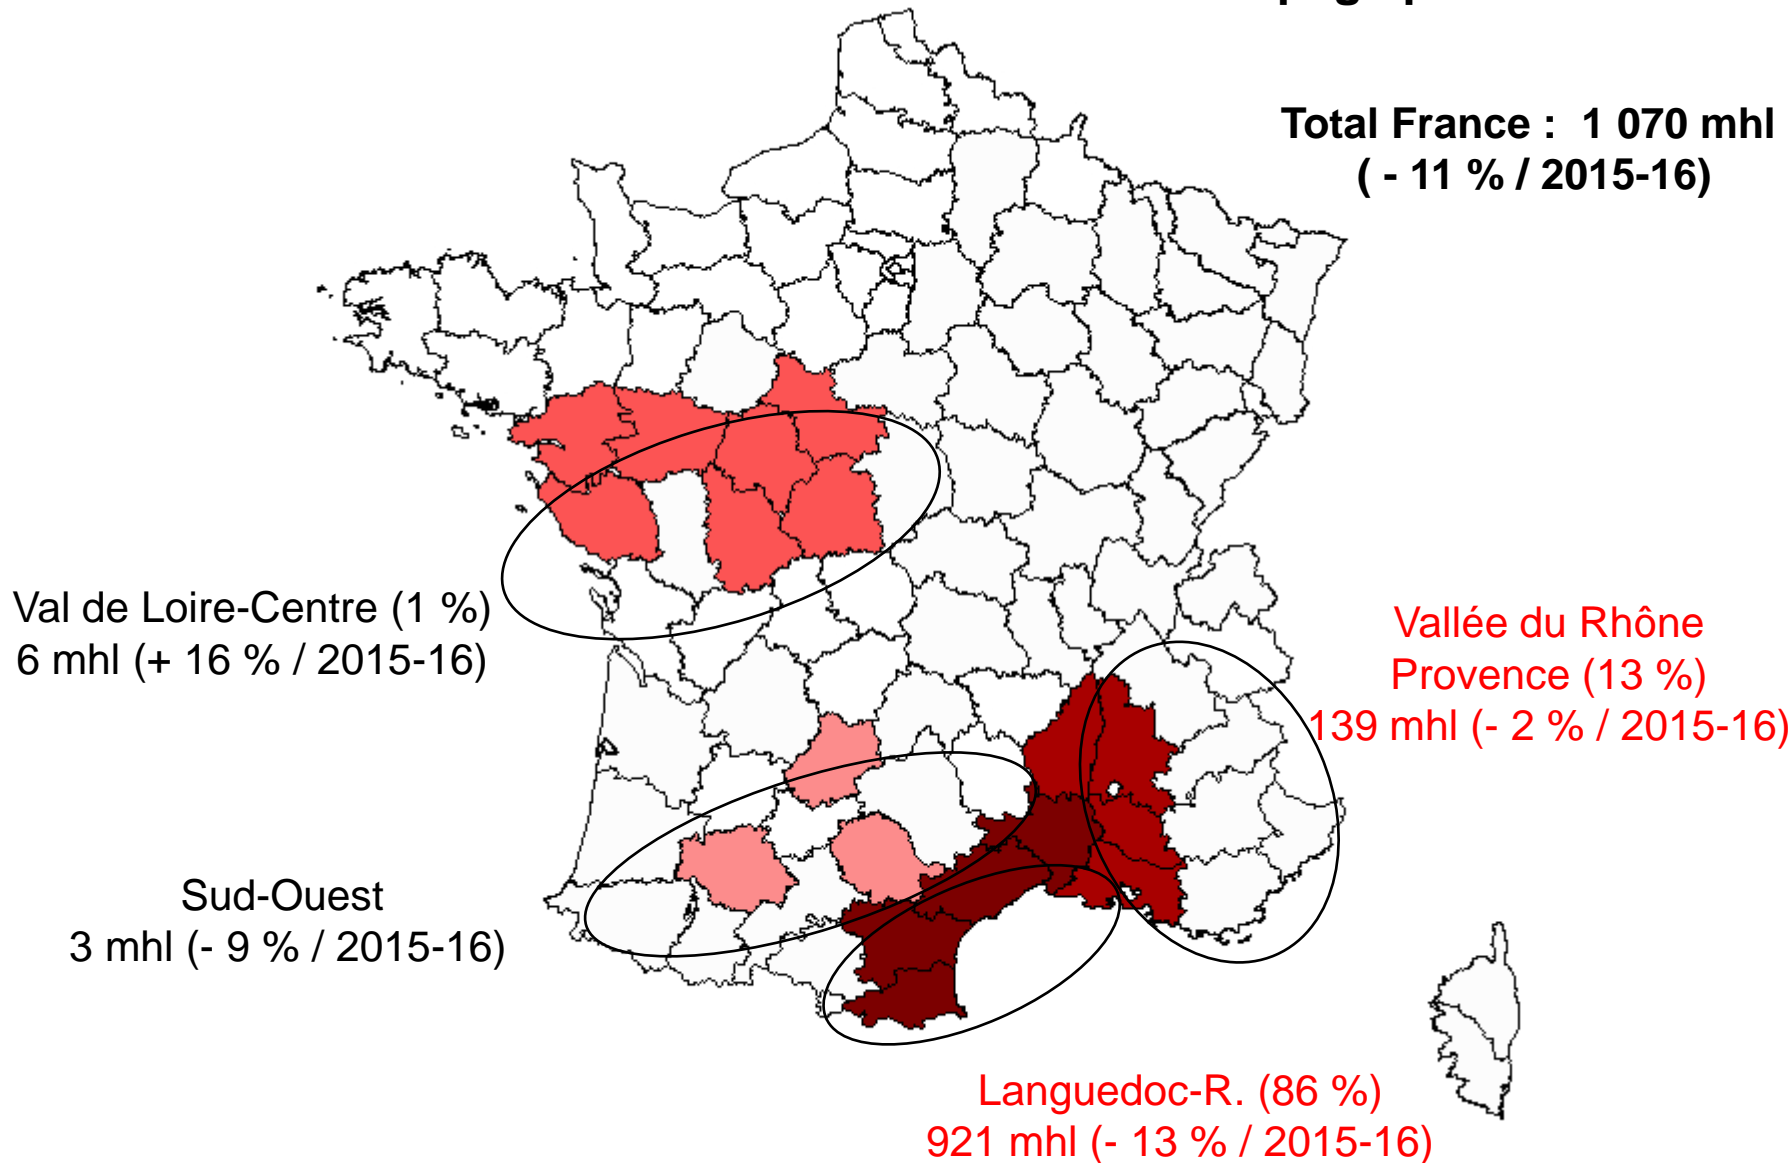 Total France : 1 070 mhl
( - 11 % / 2015-16)
Val de Loire-Centre (1 %)
6 mhl (+ 16 % / 2015-16)
Vallée du Rhône
Provence (13 %)
139 mhl (- 2 % / 2015-16)
Sud-Ouest
3 mhl (- 9 % / 2015-16)
Languedoc-R. (86 %)
921 mhl (- 13 % / 2015-16)